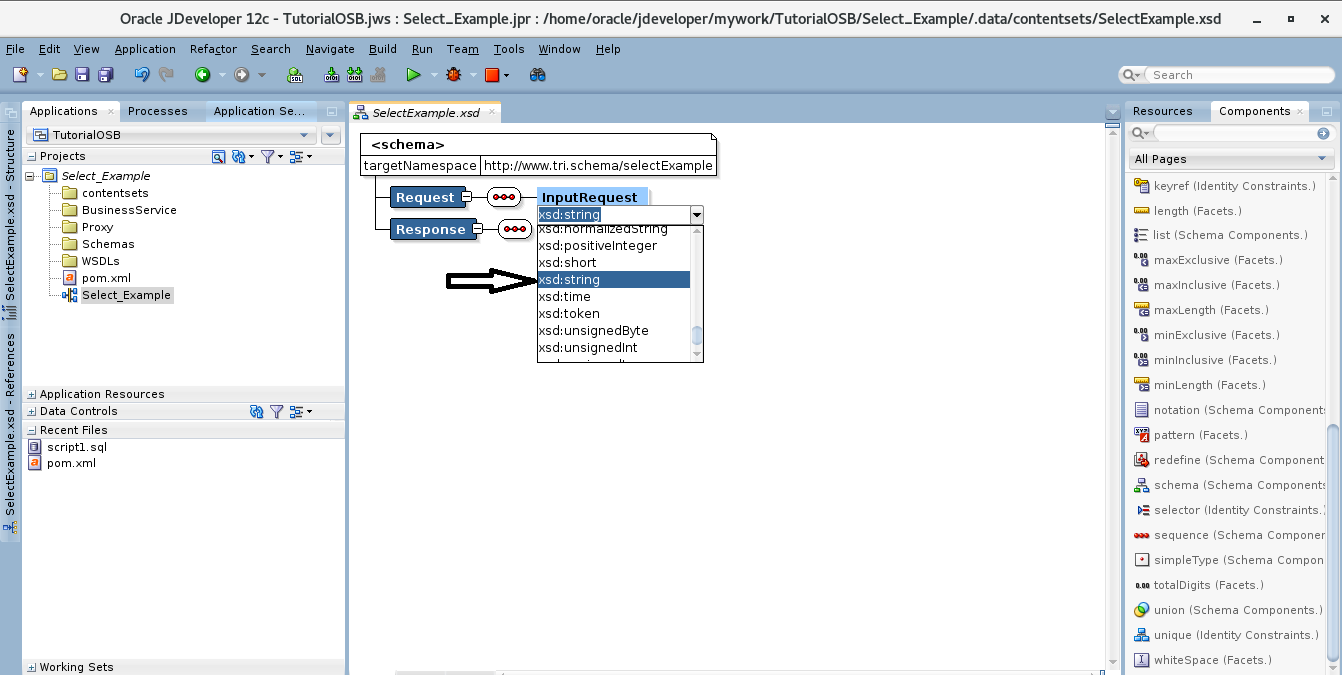 Oracle JDeveloper 12c - TutorialOSB.jws : Select_Example.jpr : /home/oracle/jdeveloper/mywork/TutorialOSB/Select_Example/.data/contentsets/SelectExample.xsd
File Edit View Application Refactor Search Navigate Build Run Team Tools Window Help
Search
SelectExample.xsd - Structure
SelectExample.xsd - References
Applications
Processes
Application Se...
TutorialOSB
Projects
Select_Example
contentsets
BusinessService
Proxy
Schemas
WSDLs
pom.xml
Select_Example
Application Resources
Data Controls
Recent Files
script1.sql
pom.xml
Working Sets
SelectExample.xsd
<schema>
targetNamespace http://www.tri.schema/selectExample
Request
InputRequest
xsd:string
Response
xsd:normalizedString
xsd:positiveInteger
xsd:short
xsd:string
xsd:time
xsd:token
xsd:unsignedByte
xsd:unsignedInt
Resources
Components
All Pages
keyref (Identity Constraints.)
length (Facets.)
list (Schema Components.)
maxExclusive (Facets.)
maxInclusive (Facets.)
maxLength (Facets.)
minExclusive (Facets.)
minInclusive (Facets.)
minLength (Facets.)
notation (Schema Components
pattern (Facets.)
redefine (Schema Component
schema (Schema Components
selector (Identity Constraints.)
sequence (Schema Componen
simpleType (Schema Compon
totalDigits (Facets.)
union (Schema Components.)
unique (Identity Constraints.)
whiteSpace (Facets.)